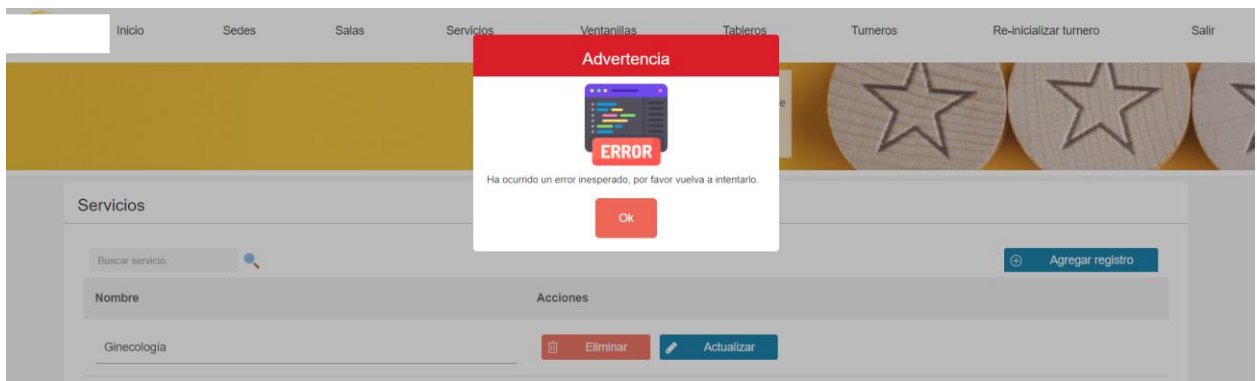 Inicio Sedes Salas Servicios Ventanillas Tableros Turneros Re-inicializar turnero Salir
Advertencia
ERROR
Ha ocurrido un error inesperado, por favor vuelva a intentarlo.
Ok
Servicios
Buscar servicio...
Agregar registro
Nombre Acciones
Ginecología Eliminar Actualizar